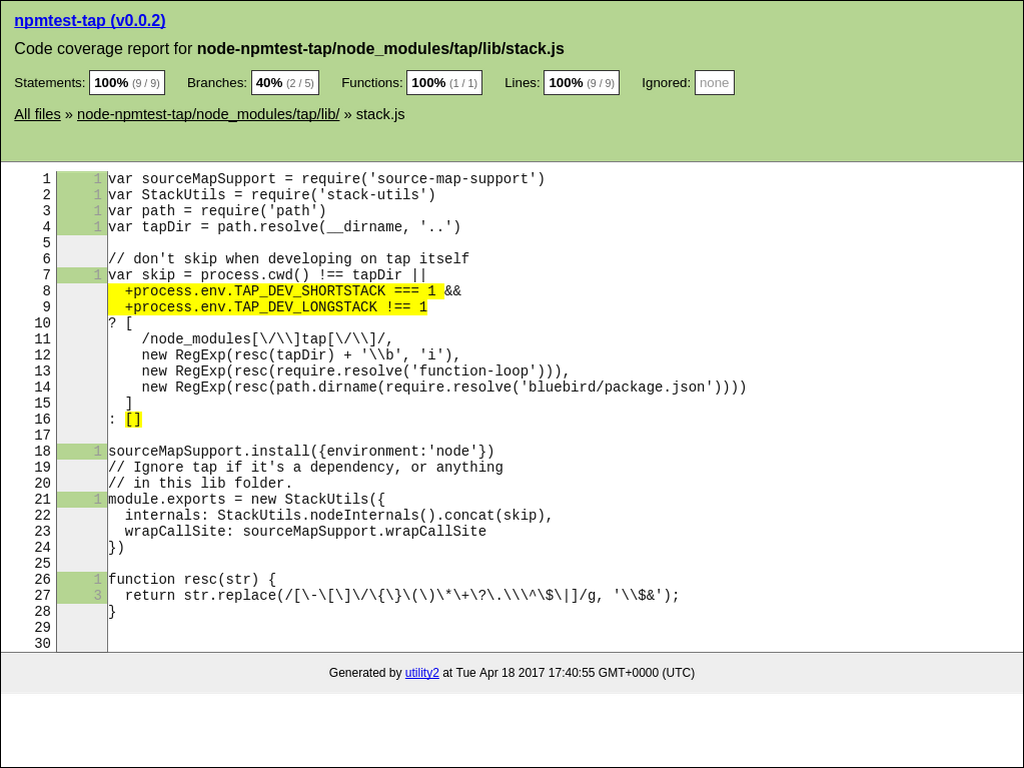 npmtest-tap (v0.0.2)
Code coverage report for node-npmtest-tap/node_modules/tap/lib/stack.js
Statements: 100% (9 / 9) Branches: 40% (2 / 5) Functions: 100% (1 / 1) Lines: 100% (9 / 9) Ignored: none
All files » node-npmtest-tap/node_modules/tap/lib/ » stack.js
1 1 var sourceMapSupport = require('source-map-support')
2 1 var StackUtils = require('stack-utils')
3 1 var path = require('path')
4 1 var tapDir = path.resolve(__dirname, '..')
5
6 // don't skip when developing on tap itself
7 1 var skip = process.cwd() !== tapDir ||
8   +process.env.TAP_DEV_SHORTSTACK === 1 &&
9   +process.env.TAP_DEV_LONGSTACK !== 1
10 ? [
11     /node_modules[\/\\]tap[\/\\]/,
12     new RegExp(resc(tapDir) + '\\b', 'i'),
13     new RegExp(resc(require.resolve('function-loop'))),
14     new RegExp(resc(path.dirname(require.resolve('bluebird/package.json'))))
15   ]
16 : []
17
18 1 sourceMapSupport.install({environment:'node'})
19 // Ignore tap if it's a dependency, or anything
20 // in this lib folder.
21 1 module.exports = new StackUtils({
22   internals: StackUtils.nodeInternals().concat(skip),
23   wrapCallSite: sourceMapSupport.wrapCallSite
24 })
25
26 1 function resc(str) {
27 3   return str.replace(/[\-\[\]\/\{\}\(\)\*\+\?\.\\\^\$\|]/g, '\\$&');
28 }
29
30
Generated by utility2 at Tue Apr 18 2017 17:40:55 GMT+0000 (UTC)